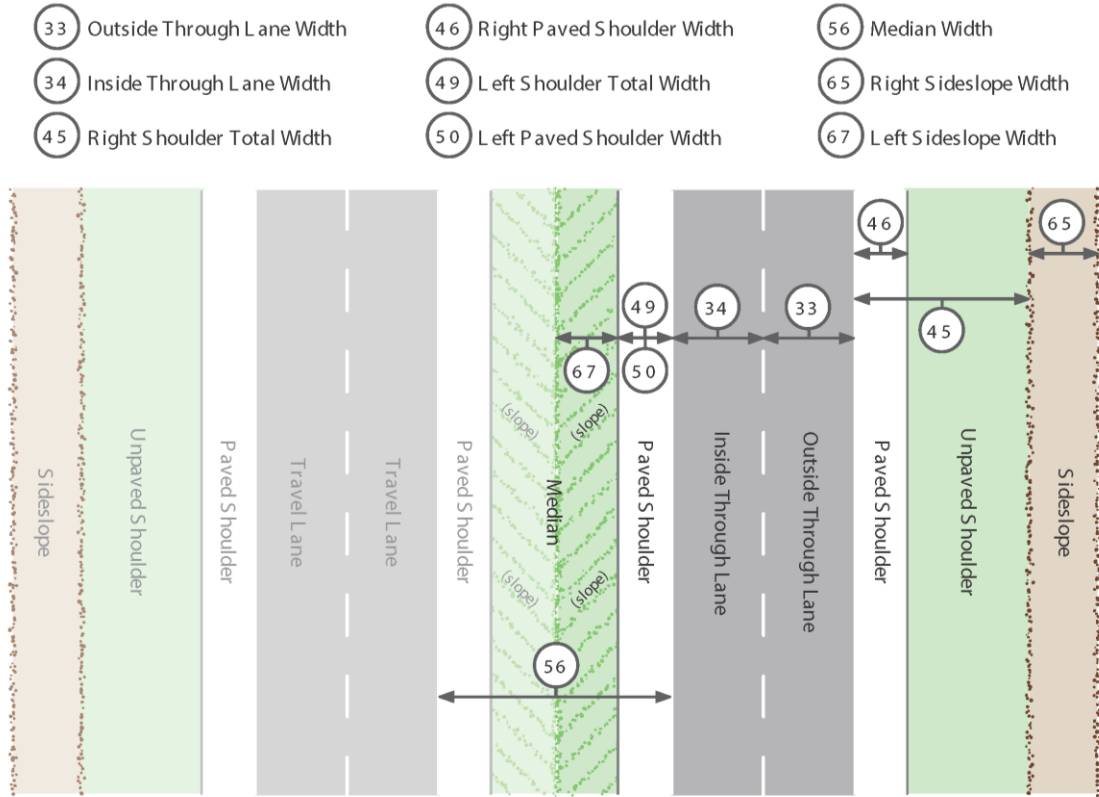 33 Outside Through Lane Width
46 Right Paved Shoulder Width
56 Median Width
34 Inside Through Lane Width
49 Left Shoulder Total Width
65 Right Sideslope Width
45 Right Shoulder Total Width
50 Left Paved Shoulder Width
67 Left Sideslope Width
46
65
49
34
33
45
67
50
(slope)
(slope)
Sideslope
Unpaved Shoulder
Paved Shoulder
Travel Lane
Travel Lane
Paved Shoulder
Median
Paved Shoulder
Inside Through Lane
Outside Through Lane
Paved Shoulder
Unpaved Shoulder
Sideslope
(slope)
(slope)
56